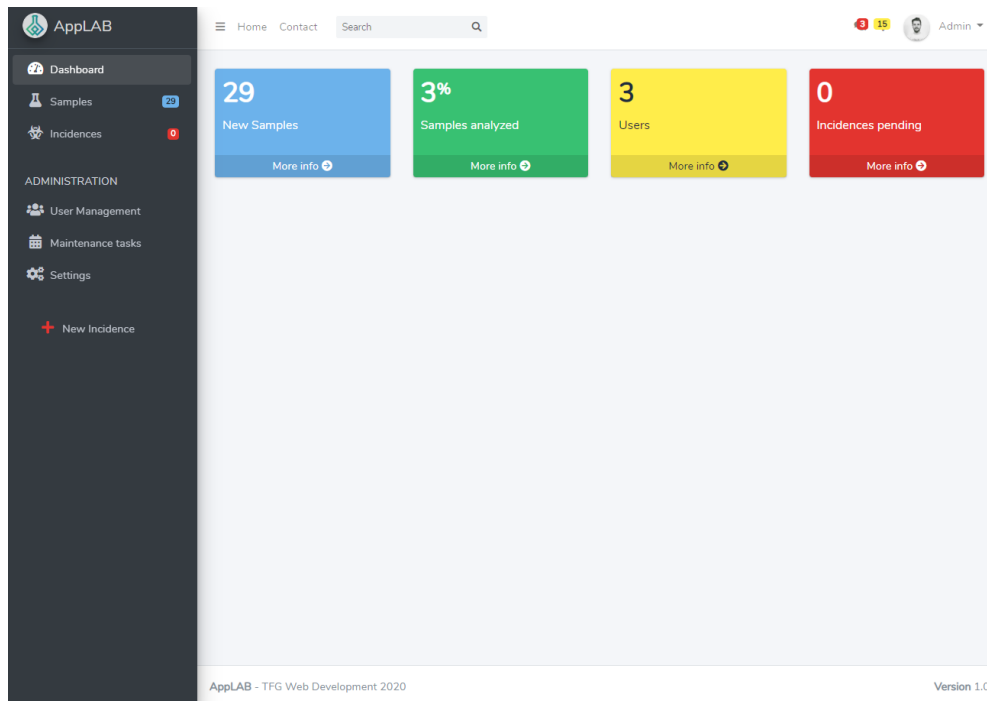 AppLAB
Home Contact Search 3 15 Admin
Dashboard
Samples 29
Incidences 0
ADMINISTRATION
User Management
Maintenance tasks
Settings
New Incidence
29
New Samples
More info
3%
Samples analyzed
More info
3
Users
More info
0
Incidences pending
More info
AppLAB - TFG Web Development 2020
Version 1.0